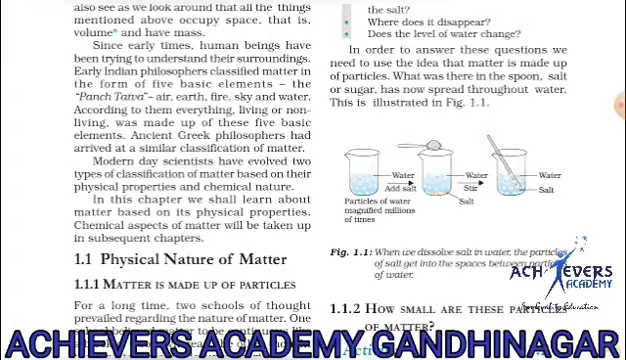 also see as we look around that all the things
mentioned above occupy space, that is,
volume* and have mass.
Since early times, human beings have
been trying to understand their surroundings.
Early Indian philosophers classified matter in
the form of five basic elements – the
"Panch Tatva" – air, earth, fire, sky and water.
According to them everything, living or non-
living, was made up of these five basic
elements. Ancient Greek philosophers had
arrived at a similar classification of matter.
Modern day scientists have evolved two
types of classification of matter based on their
physical properties and chemical nature.
In this chapter we shall learn about
matter based on its physical properties.
Chemical aspects of matter will be taken up
in subsequent chapters.
1.1 Physical Nature of Matter
1.1.1 MATTER IS MADE UP OF PARTICLES
For a long time, two schools of thought
prevailed regarding the nature of matter. One
the salt?
• Where does it disappear?
• Does the level of water change?
In order to answer these questions we
need to use the idea that matter is made up
of particles. What was there in the spoon, salt
or sugar, has now spread throughout water.
This is illustrated in Fig. 1.1.
Water
Add salt
Water
Stir
Salt
Water
Salt
Particles of water
magnified millions
of times
Fig. 1.1: When we dissolve salt in water, the particles
of salt get into the spaces between particles
of water.
ACHIEVERS
ACADEMY
1.1.2 HOW SMALL ARE THESE PARTICLES
OF MATTER?
ACHIEVERS ACADEMY GANDHINAGAR